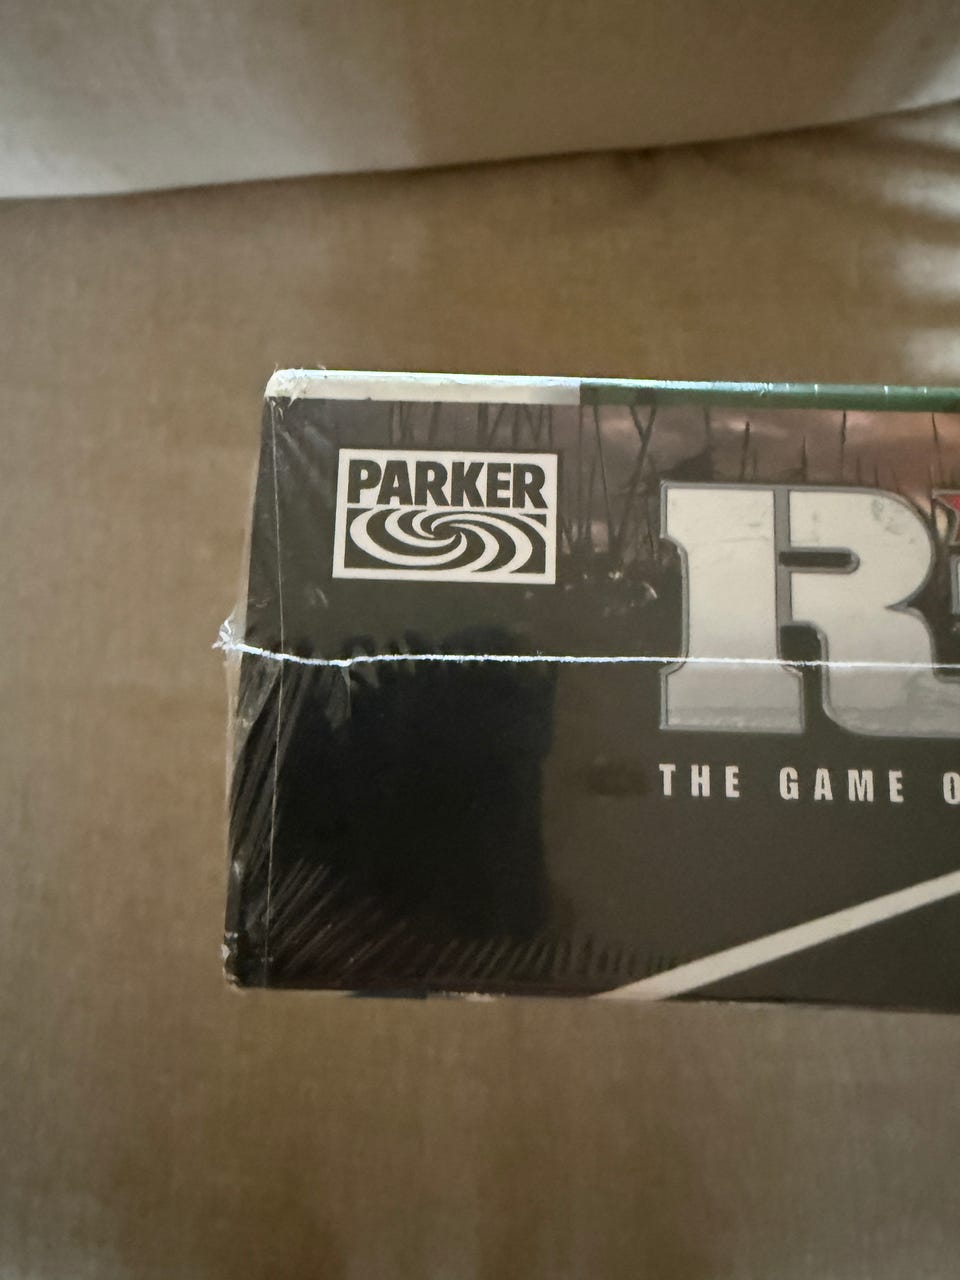 PARKER
R
THE GAME O